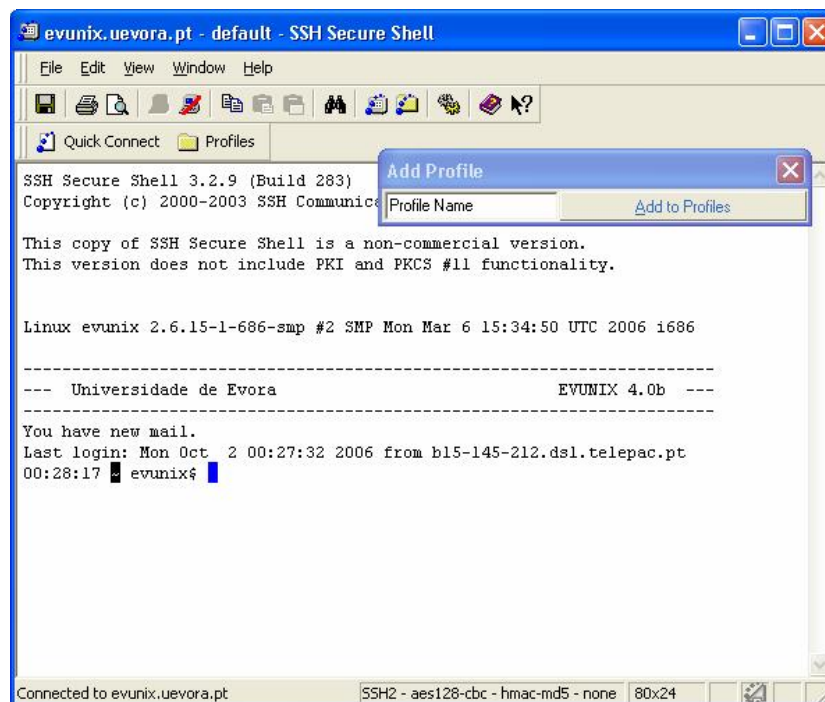 evunix.uevora.pt - default - SSH Secure Shell
File Edit View Window Help
Quick Connect Profiles
Add Profile
Profile Name Add to Profiles
SSH Secure Shell 3.2.9 (Build 283)
Copyright (c) 2000-2003 SSH Communica
This copy of SSH Secure Shell is a non-commercial version.
This version does not include PKI and PKCS #11 functionality.
Linux evunix 2.6.15-1-686-smp #2 SMP Mon Mar 6 15:34:50 UTC 2006 i686
------------------------------------------------------------------------
--- Universidade de Evora EVUNIX 4.0b ---
------------------------------------------------------------------------
You have new mail.
Last login: Mon Oct 2 00:27:32 2006 from b15-145-212.dsl.telepac.pt
00:28:17 ~ evunix$
Connected to evunix.uevora.pt SSH2 - aes128-cbc - hmac-md5 - none 80x24